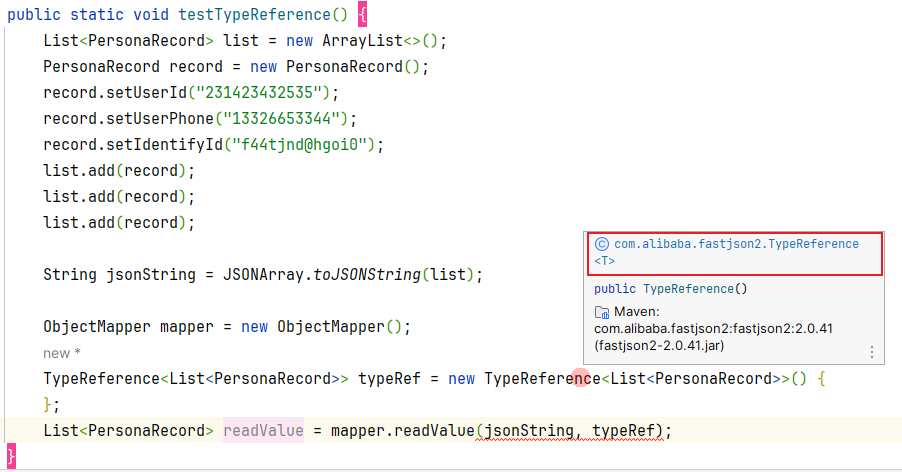 public static void testTypeReference() {
List<PersonaRecord> list = new ArrayList<>();
PersonaRecord record = new PersonaRecord();
record.setUserId("231423432535");
record.setUserPhone("13326653344");
record.setIdentifyId("f44tjnd@hgoi0");
list.add(record);
list.add(record);
list.add(record);
String jsonString = JSONArray.toJSONString(list);
ObjectMapper mapper = new ObjectMapper();
new *
TypeReference<List<PersonaRecord>> typeRef = new TypeReference<List<PersonaRecord>>() {
};
List<PersonaRecord> readValue = mapper.readValue(jsonString, typeRef);
}
C com.alibaba.fastjson2.TypeReference
<T>
public TypeReference()
Maven:
com.alibaba.fastjson2:fastjson2:2.0.41
(fastjson2-2.0.41.jar)